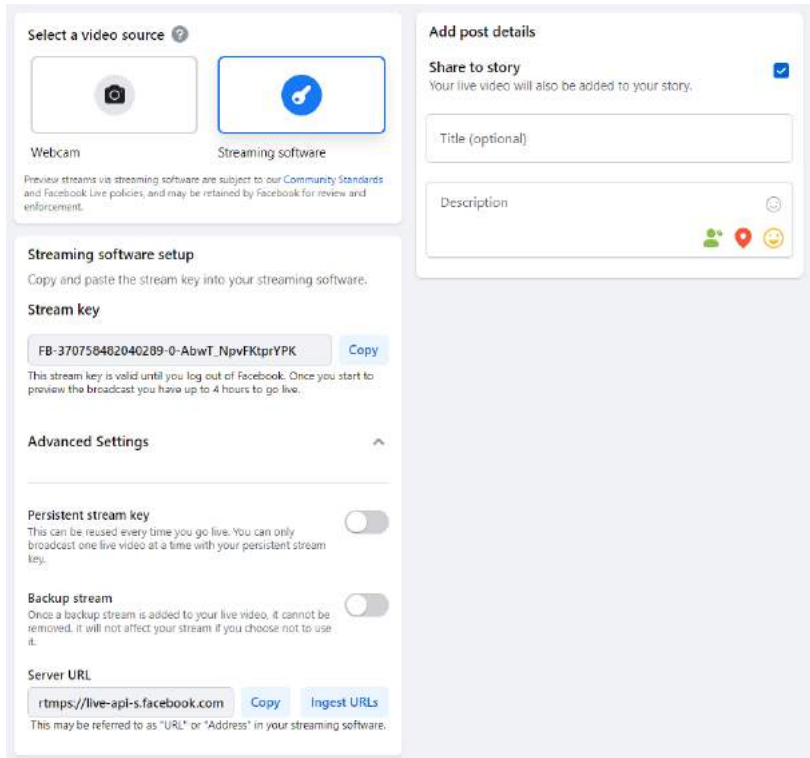 Select a video source ?
Webcam
Streaming software
Preview streams via streaming software are subject to our Community Standards
and Facebook Live policies, and may be retained by Facebook for review and
enforcement.
Streaming software setup
Copy and paste the stream key into your streaming software.
Stream key
FB-370758482040289-0-AbwT_NpvFKtprYPK Copy
This stream key is valid until you log out of Facebook. Once you start to
preview the broadcast you have up to 4 hours to go live.
Advanced Settings
Persistent stream key
This can be reused every time you go live. You can only
broadcast one live video at a time with your persistent stream
key.
Backup stream
Once a backup stream is added to your live video, it cannot be
removed. it will not affect your stream if you choose not to use
it.
Server URL
rtmps://live-api-s.facebook.com Copy Ingest URLs
This may be referred to as "URL" or "Address" in your streaming software.
Add post details
Share to story
Your live video will also be added to your story.
Title (optional)
Description